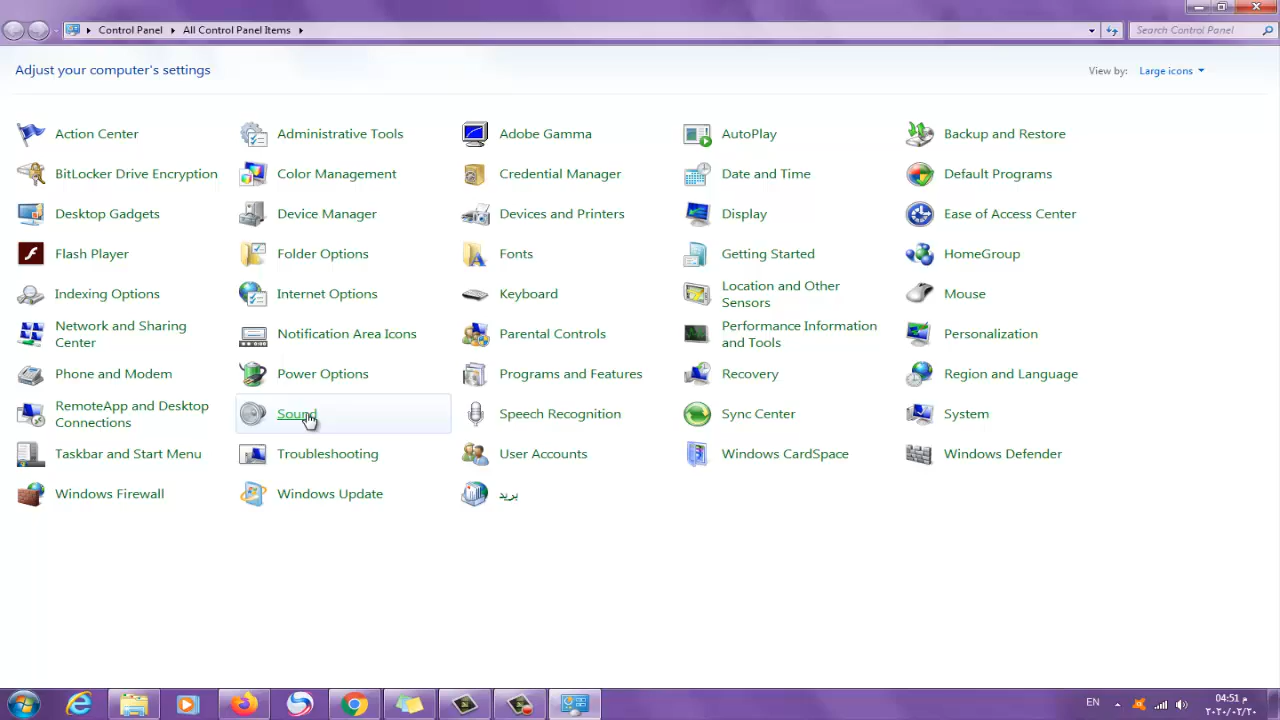 Control Panel
All Control Panel Items
Search Control Panel
Adjust your computer's settings
View by: Large icons
Action Center
Administrative Tools
Adobe Gamma
AutoPlay
Backup and Restore
BitLocker Drive Encryption
Color Management
Credential Manager
Date and Time
Default Programs
Desktop Gadgets
Device Manager
Devices and Printers
Display
Ease of Access Center
Flash Player
Folder Options
Fonts
Getting Started
HomeGroup
Indexing Options
Internet Options
Keyboard
Location and Other
Sensors
Mouse
Network and Sharing
Center
Notification Area Icons
Parental Controls
Performance Information
and Tools
Personalization
Phone and Modem
Power Options
Programs and Features
Recovery
Region and Language
RemoteApp and Desktop
Connections
Sound
Speech Recognition
Sync Center
System
Taskbar and Start Menu
Troubleshooting
User Accounts
Windows CardSpace
Windows Defender
Windows Firewall
Windows Update
بريد
EN
04:51 م
٢٠٢٠/٠٣/٢٠